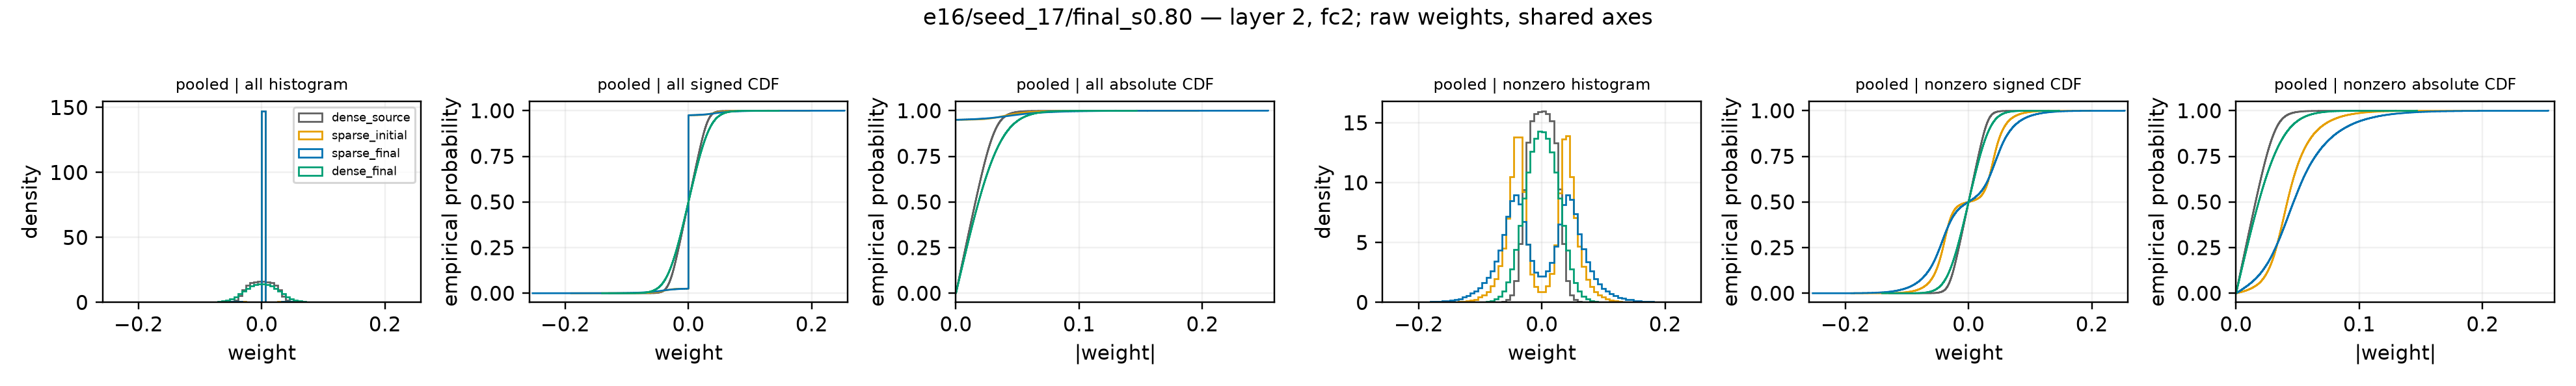 e16/seed_17/final_s0.80 — layer 2, fc2; raw weights, shared axes
pooled | all histogram
density
150
100
50
0
−0.2
0.0
0.2
weight
dense_source
sparse_initial
sparse_final
dense_final
pooled | all signed CDF
empirical probability
1.00
0.75
0.50
0.25
0.00
−0.2
0.0
0.2
weight
pooled | all absolute CDF
empirical probability
1.00
0.75
0.50
0.25
0.00
0.0
0.1
0.2
|weight|
pooled | nonzero histogram
density
15
10
5
0
−0.2
0.0
0.2
weight
pooled | nonzero signed CDF
empirical probability
1.00
0.75
0.50
0.25
0.00
−0.2
0.0
0.2
weight
pooled | nonzero absolute CDF
empirical probability
1.00
0.75
0.50
0.25
0.00
0.0
0.1
0.2
|weight|